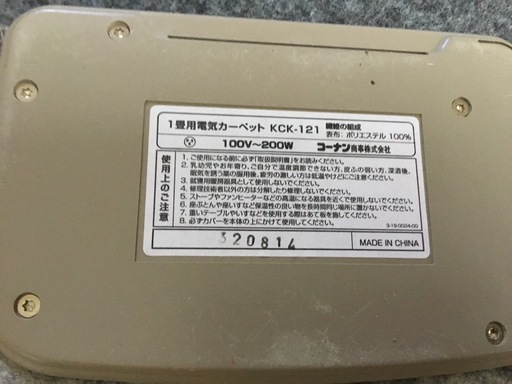 1畳用電気カーペット KCK-121 繊維の組成
表布：ポリエステル 100%
100V〜200W コーナン商事株式会社
使用上のご注意
1. ご使用になる前に必ず「取扱説明書」をお読みください。
2. 乳幼児やお年寄り、ご自分で温度調節できない方、皮ふの弱い方、深酒後、
眠気を誘う薬の服用後、疲労の激しい方は低温やけどにご注意ください。
3. 就寝用暖房器具として使用しないでください。
4. 修理技術者以外の方は分解したり修理しないでください。
5. ストーブやファンヒーターなどの高温になる器具を近くで使用しないでください。
6. 座ぶとんや座いすなど保温性の良い物を長時間同じ場所に置かないでください。
7. 重いテーブルやいすなどを使用する際はあて板を施してください。
8. 必ずカバーを本体の上にかけて使用してください。
3-19-0024-00
320814
MADE IN CHINA